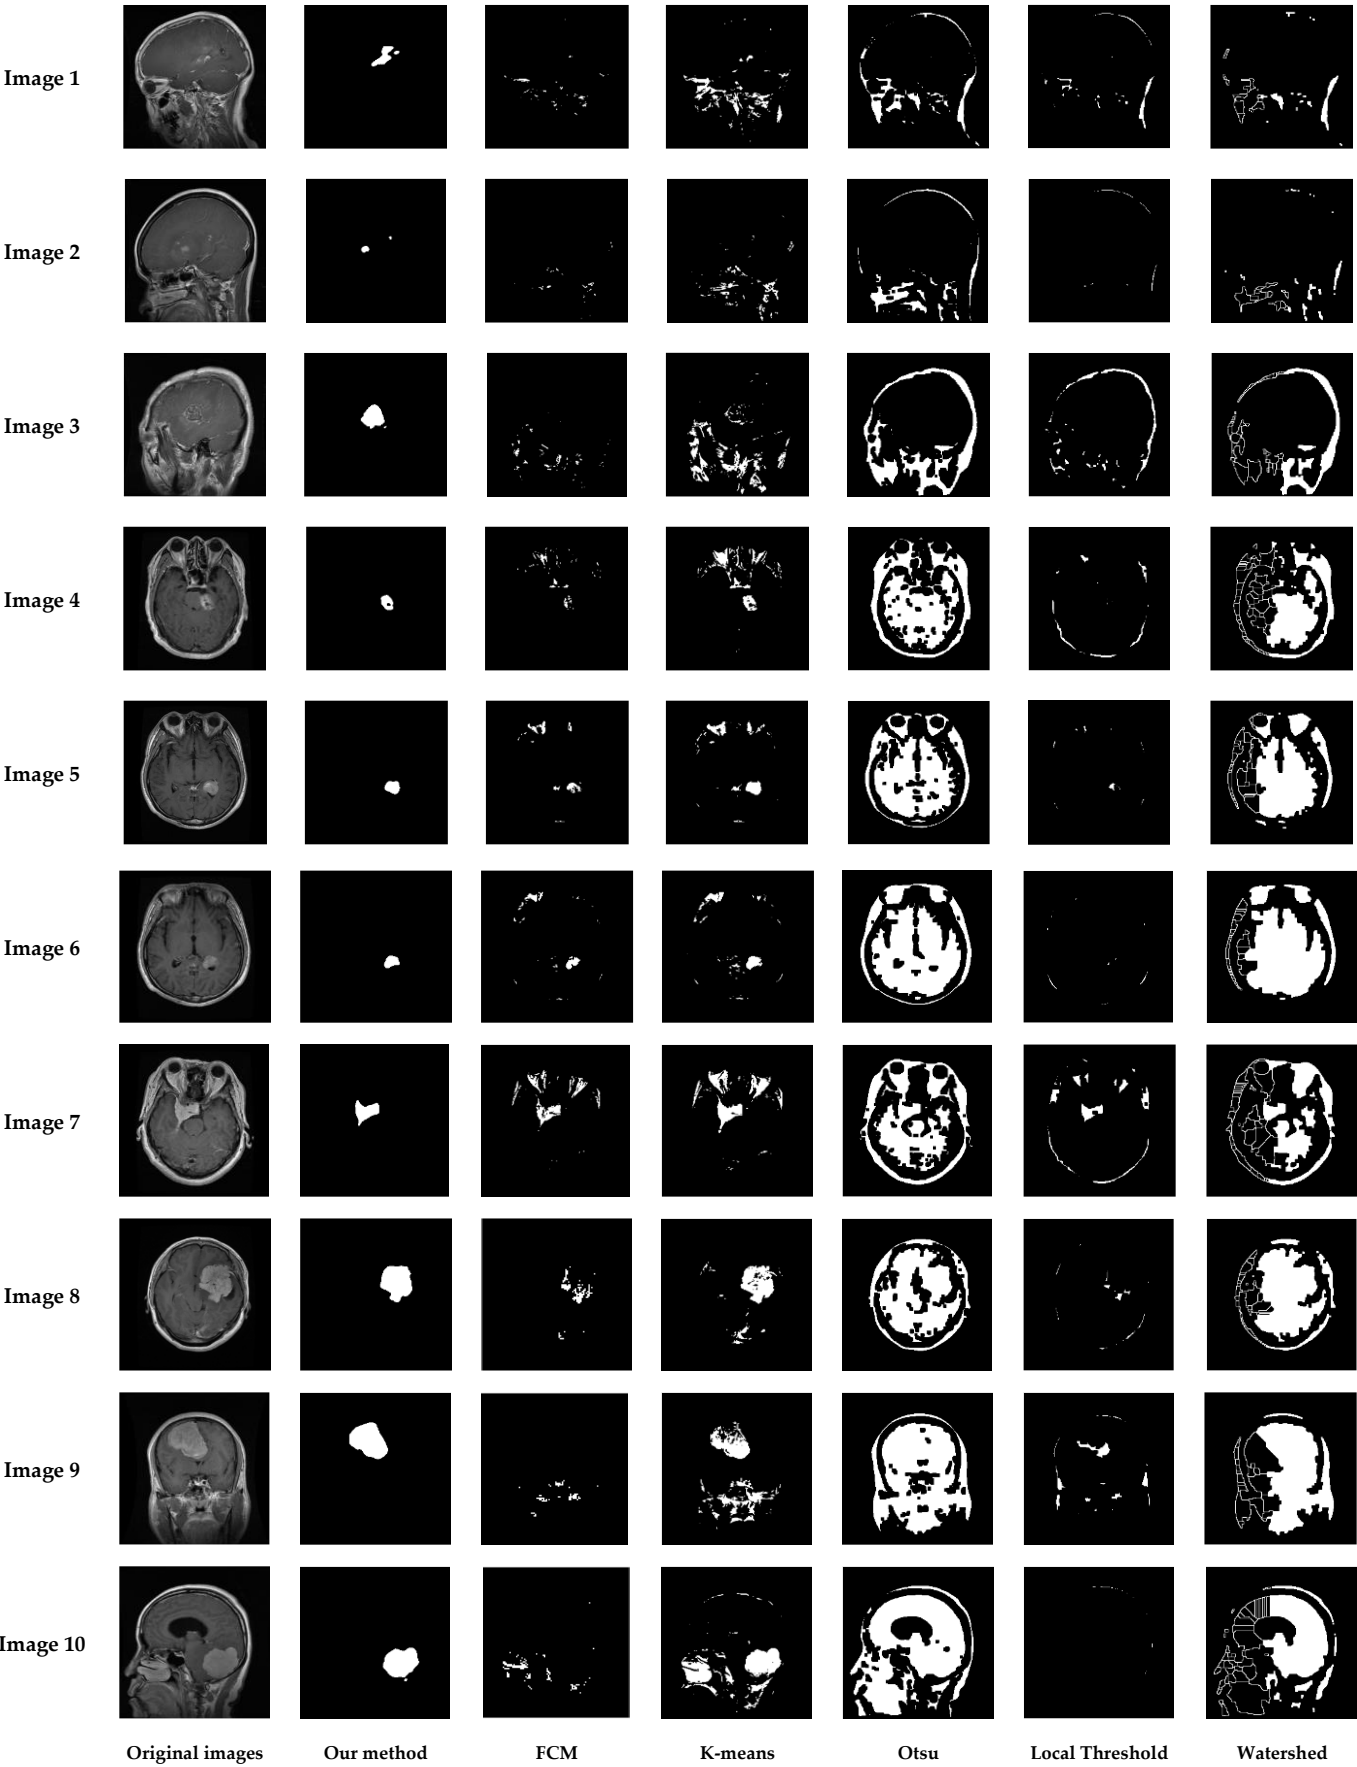 Image 1
Image 2
Image 3
Image 4
Image 5
Image 6
Image 7
Image 8
Image 9
Image 10
Original images Our method FCM K-means Otsu Local Threshold Watershed